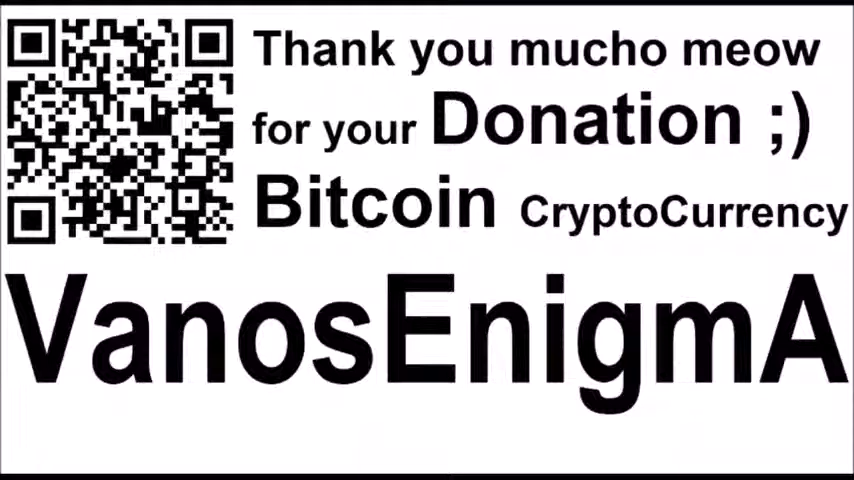 Thank you mucho meow
for your Donation ;)
Bitcoin CryptoCurrency
VanosEnigmA